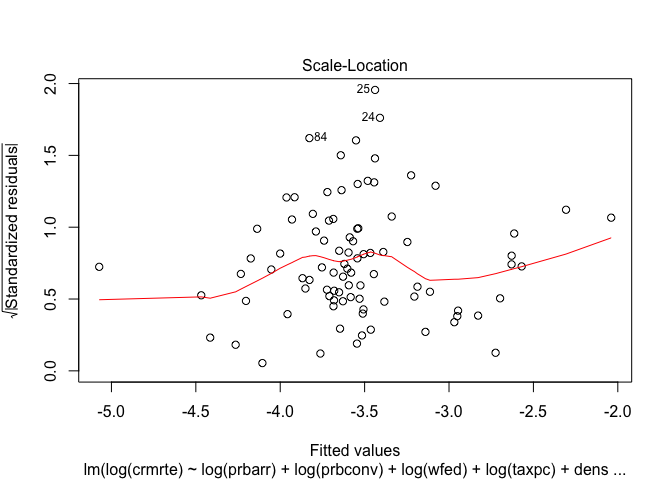 Scale-Location
√|Standardized residuals|
2.0
1.5
1.0
0.5
0.0
25
24
84
-5.0 -4.5 -4.0 -3.5 -3.0 -2.5 -2.0
Fitted values
lm(log(crmrte) ~ log(prbarr) + log(prbconv) + log(wfed) + log(taxpc) + dens ...